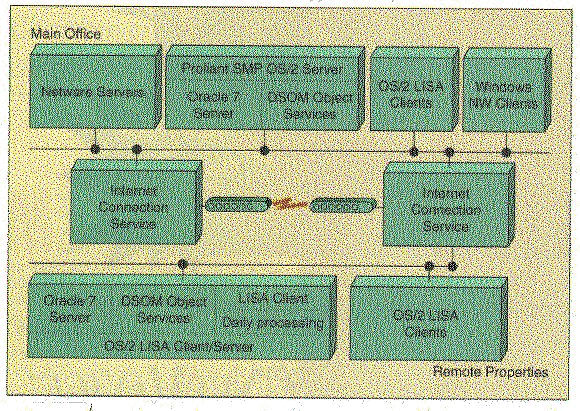 Main Office
Netware Servers
Proliant SMP OS/2 Server
Oracle 7
Server
DSOM Object
Services
OS/2 LISA
Clients
Windows
NW Clients
Internet
Connection
Service
Internet
Connection
Service
Oracle 7
Server
DSOM Object
Services
LISA Client
Daily processing
OS/2 LISA Client/Server
OS/2 LISA
Clients
Remote Properties